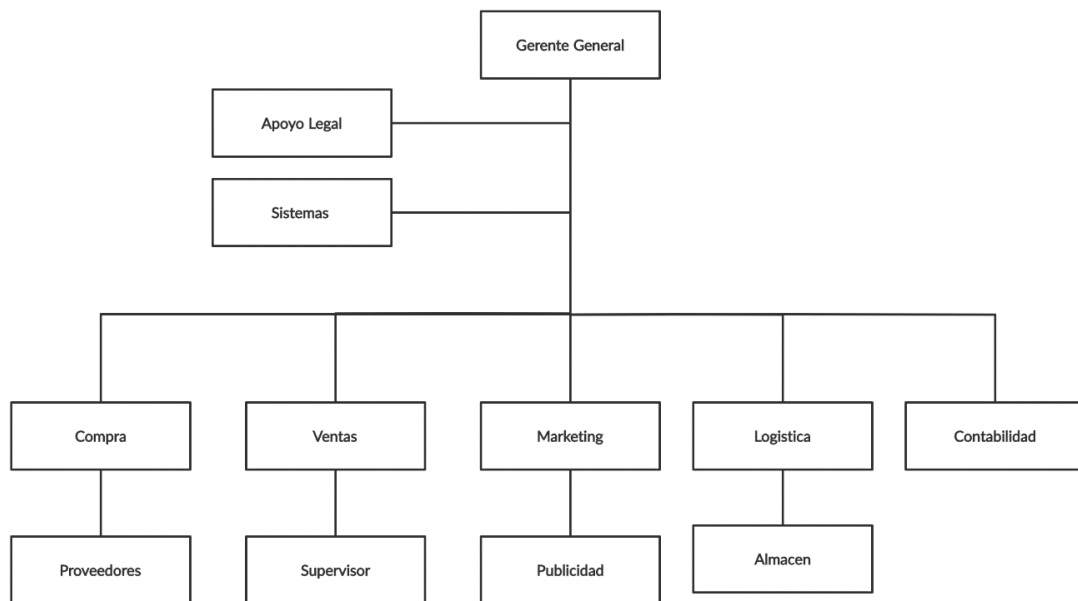 Gerente General
Apoyo Legal
Sistemas
Compra
Ventas
Marketing
Logistica
Contabilidad
Proveedores
Supervisor
Publicidad
Almacen